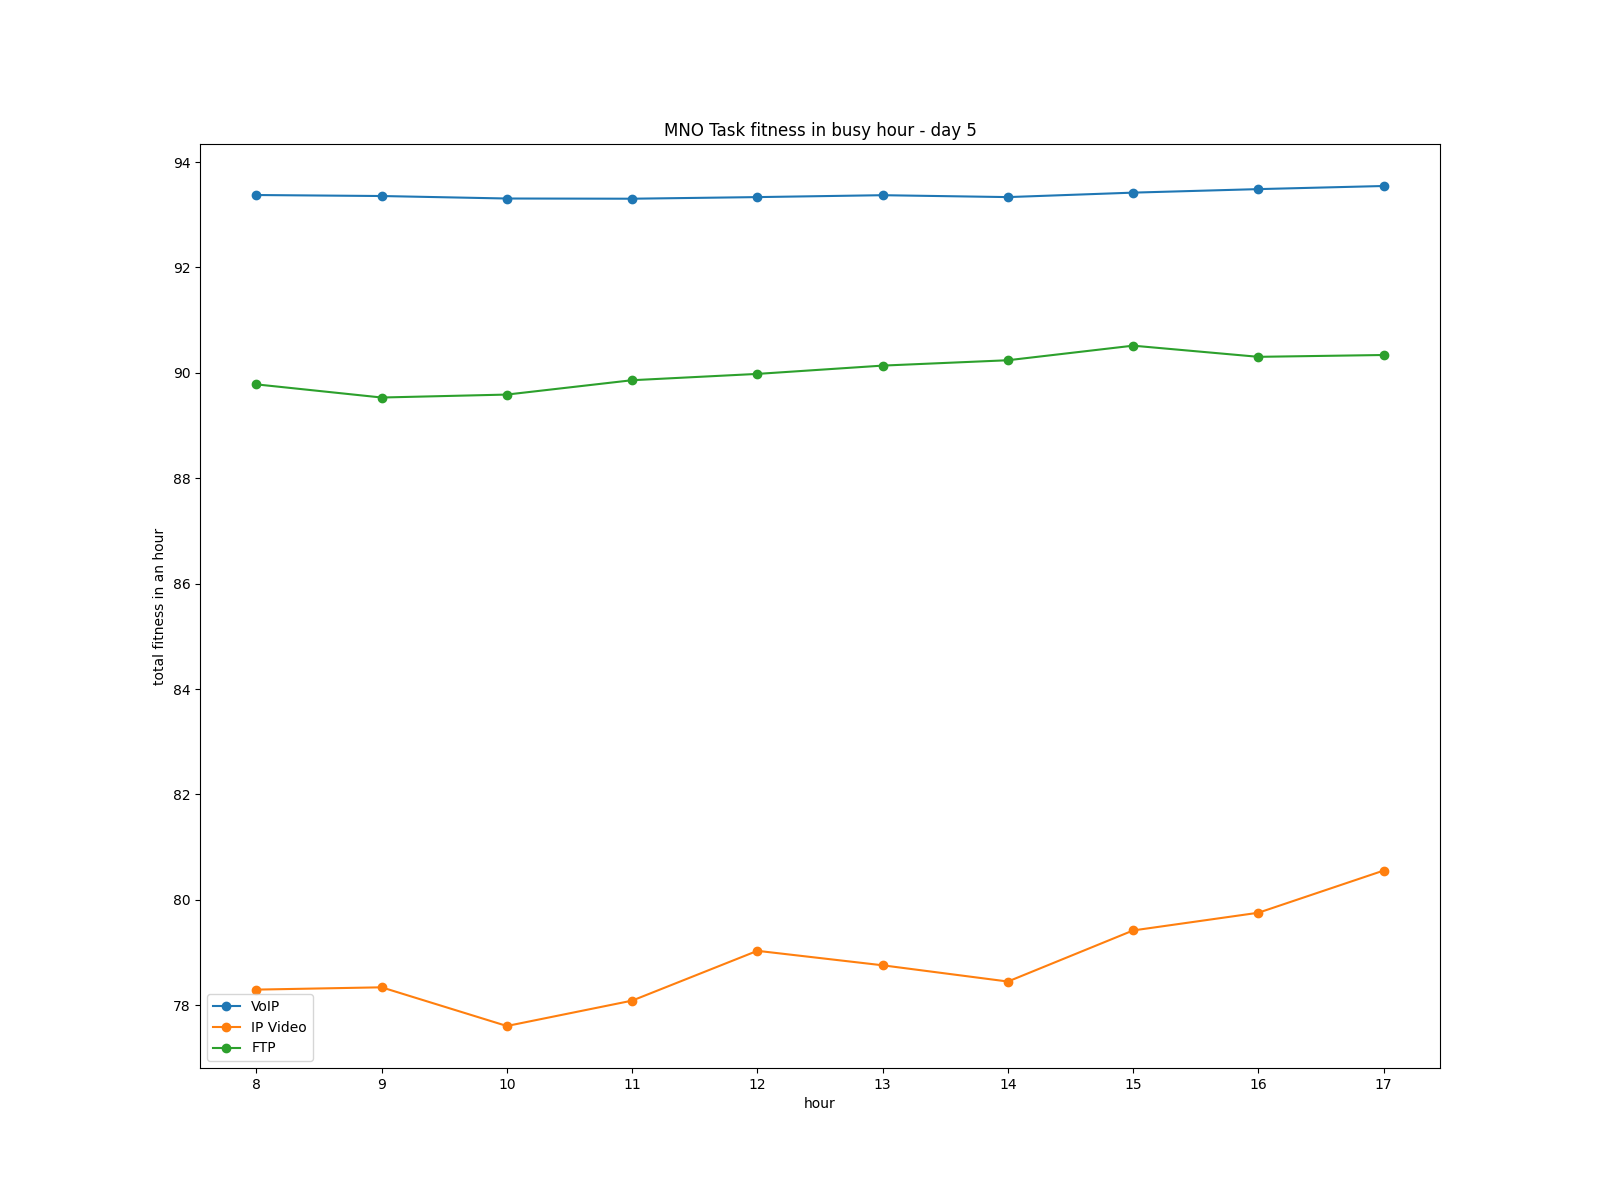 MNO Task fitness in busy hour - day 5
94
92
90
88
86
84
82
80
78
total fitness in an hour
VoIP
IP Video
FTP
8 9 10 11 12 13 14 15 16 17
hour